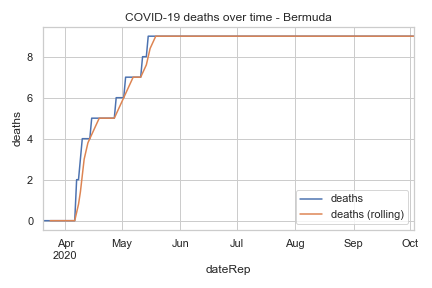 COVID-19 deaths over time - Bermuda
deaths
8
6
4
2
0
deaths
deaths (rolling)
Apr
2020
May
Jun
Jul
Aug
Sep
Oct
dateRep